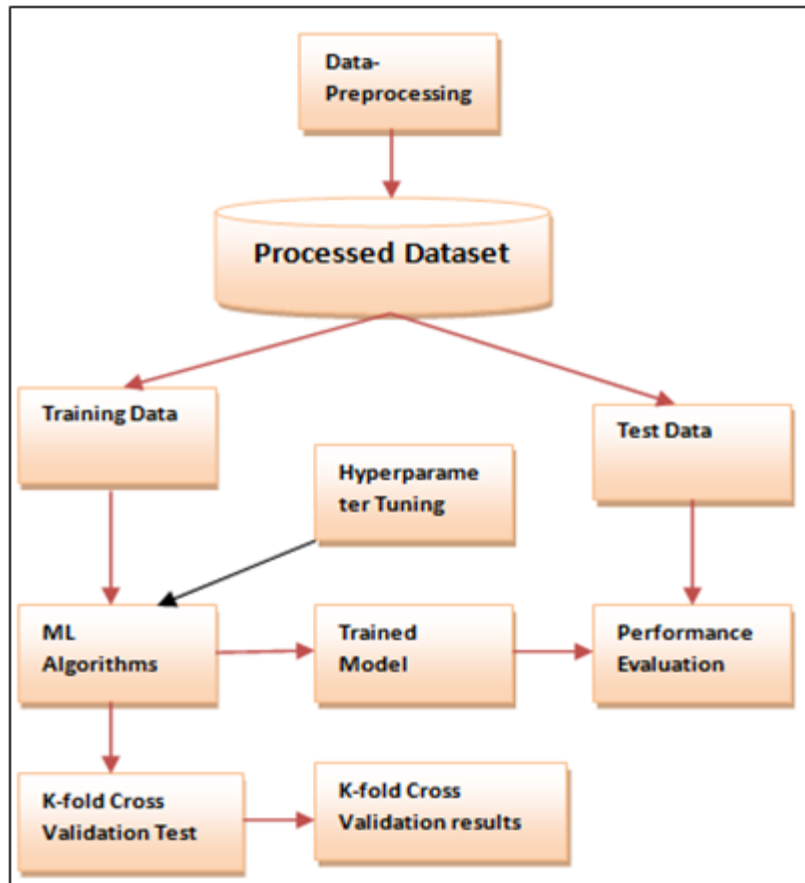 Data-
Preprocessing
Processed Dataset
Training Data
Test Data
Hyperparame
ter Tuning
ML
Algorithms
Trained
Model
Performance
Evaluation
K-fold Cross
Validation Test
K-fold Cross
Validation results